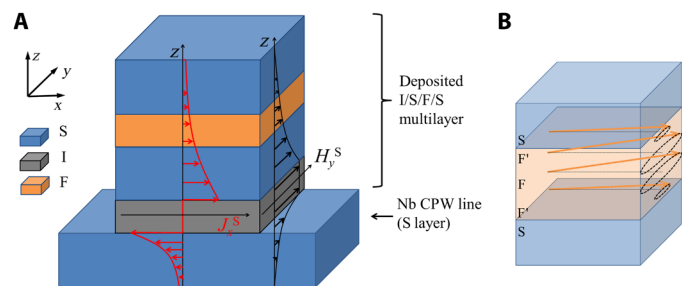 A
z
y
x
S
I
F
Z
Z
J_x^S
H_y^S
Deposited
I/S/F/S
multilayer
Nb CPW line
(S layer)
B
S
F'
F
F'
S